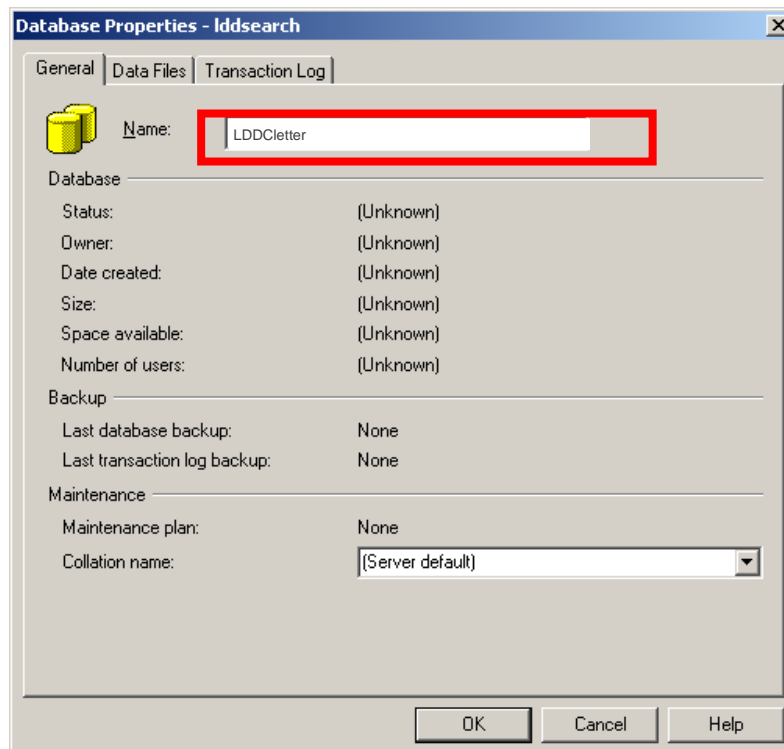 Database Properties - lddsearch
General Data Files Transaction Log
Name: LDDCletter
Database
Status: (Unknown)
Owner: (Unknown)
Date created: (Unknown)
Size: (Unknown)
Space available: (Unknown)
Number of users: (Unknown)
Backup
Last database backup: None
Last transaction log backup: None
Maintenance
Maintenance plan: None
Collation name: (Server default)
OK Cancel Help